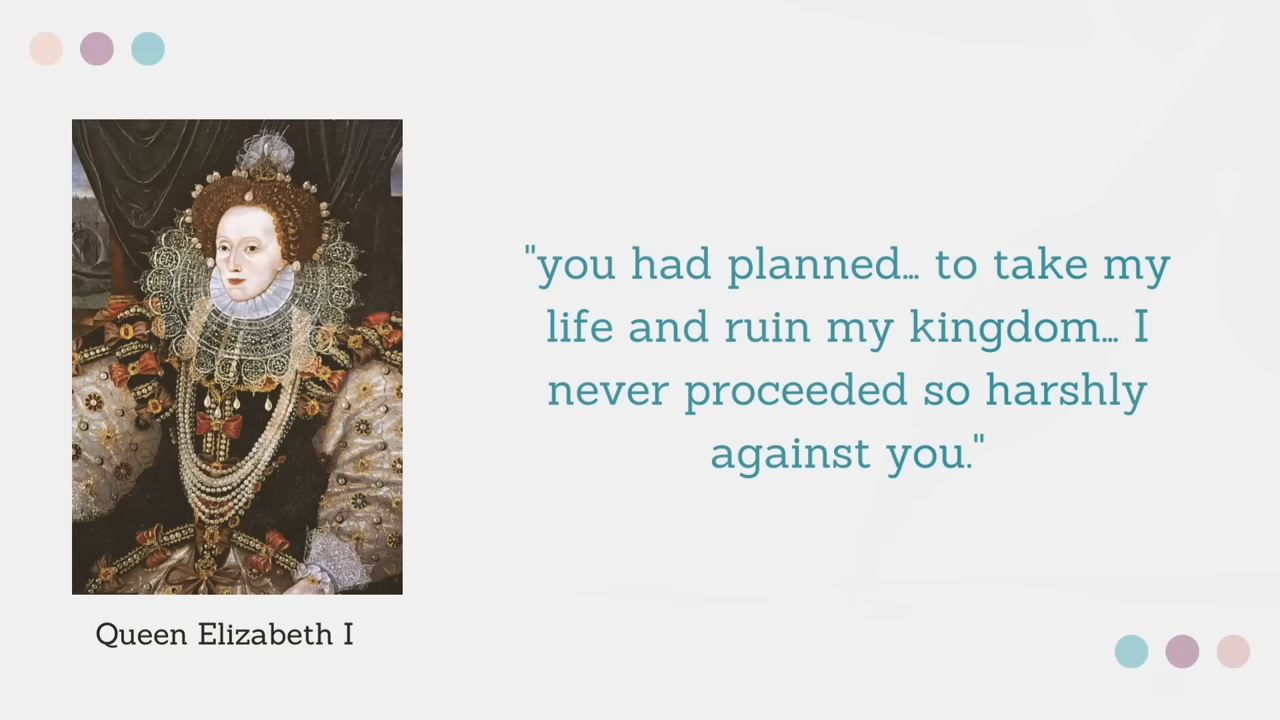 "you had planned... to take my
life and ruin my kingdom... I
never proceeded so harshly
against you."
Queen Elizabeth I